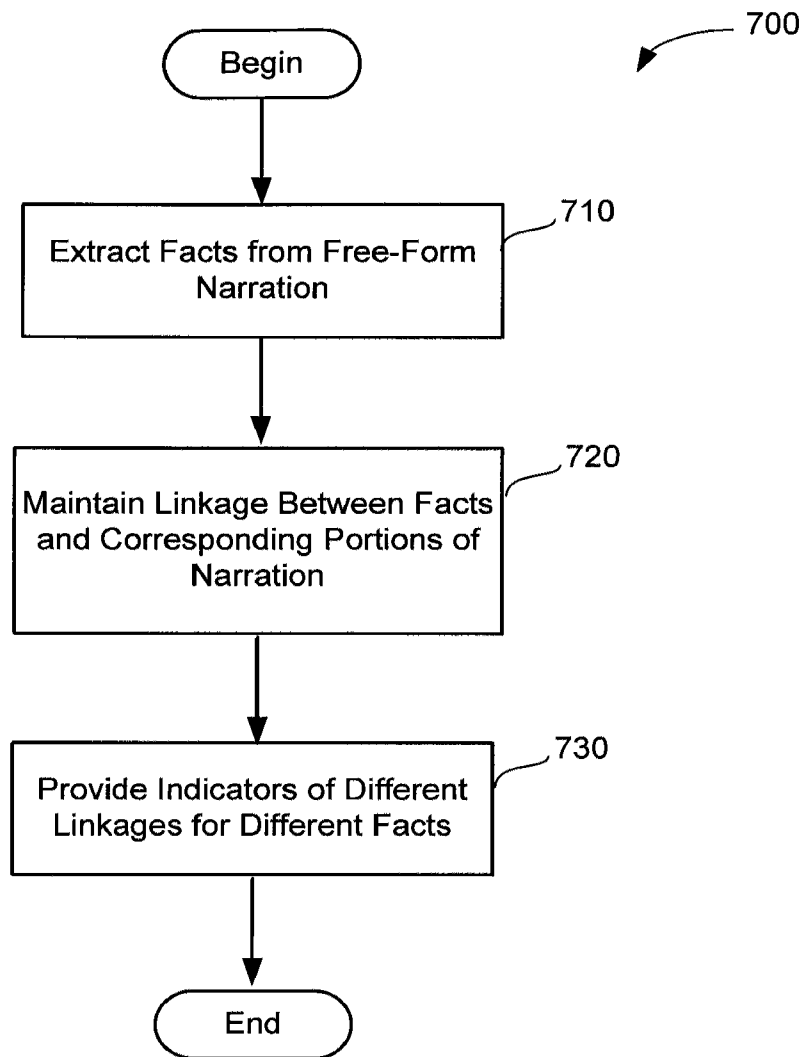 700
Begin
710
Extract Facts from Free-Form
Narration
720
Maintain Linkage Between Facts
and Corresponding Portions of
Narration
730
Provide Indicators of Different
Linkages for Different Facts
End